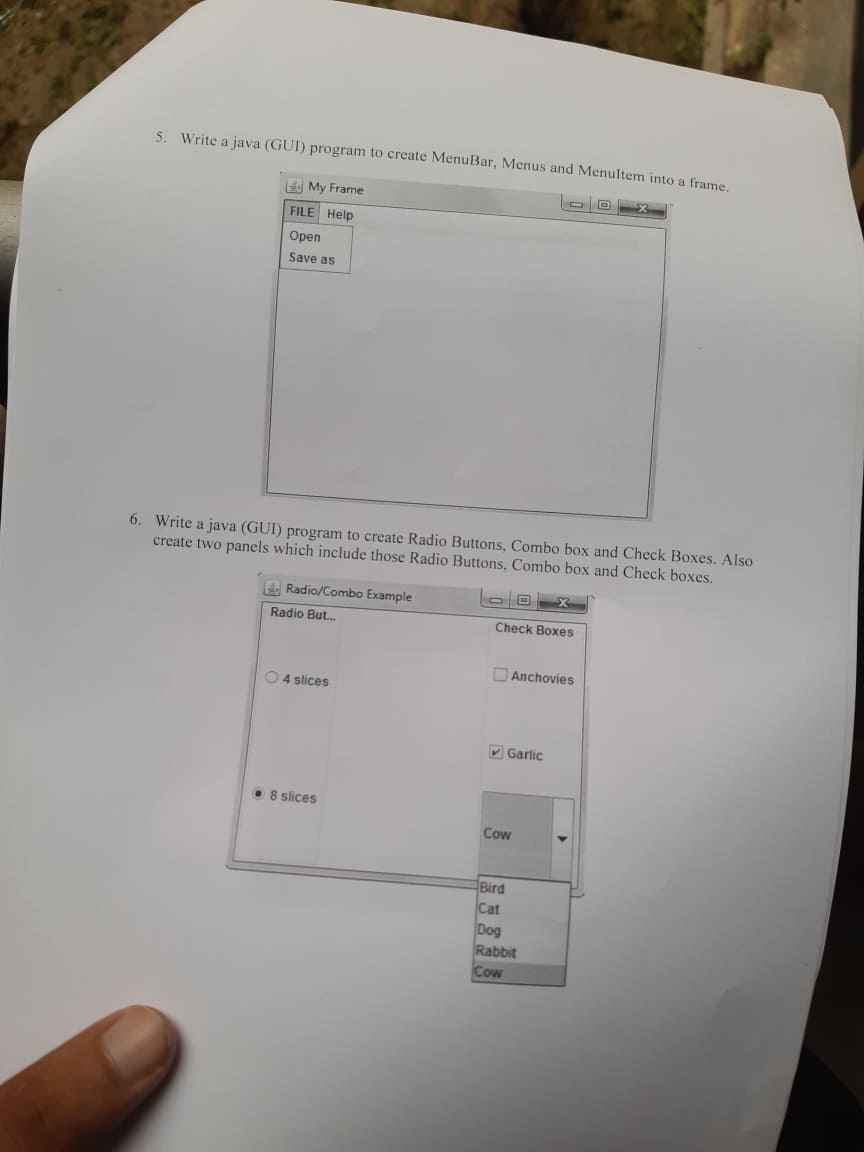 5. Write a java (GUI) program to create MenuBar, Menus and MenuItem into a frame.
My Frame
FILE Help
Open
Save as
6. Write a java (GUI) program to create Radio Buttons, Combo box and Check Boxes. Also
create two panels which include those Radio Buttons, Combo box and Check boxes.
Radio/Combo Example
Radio But...
Check Boxes
4 slices
Anchovies
Garlic
8 slices
Cow
Bird
Cat
Dog
Rabbit
Cow